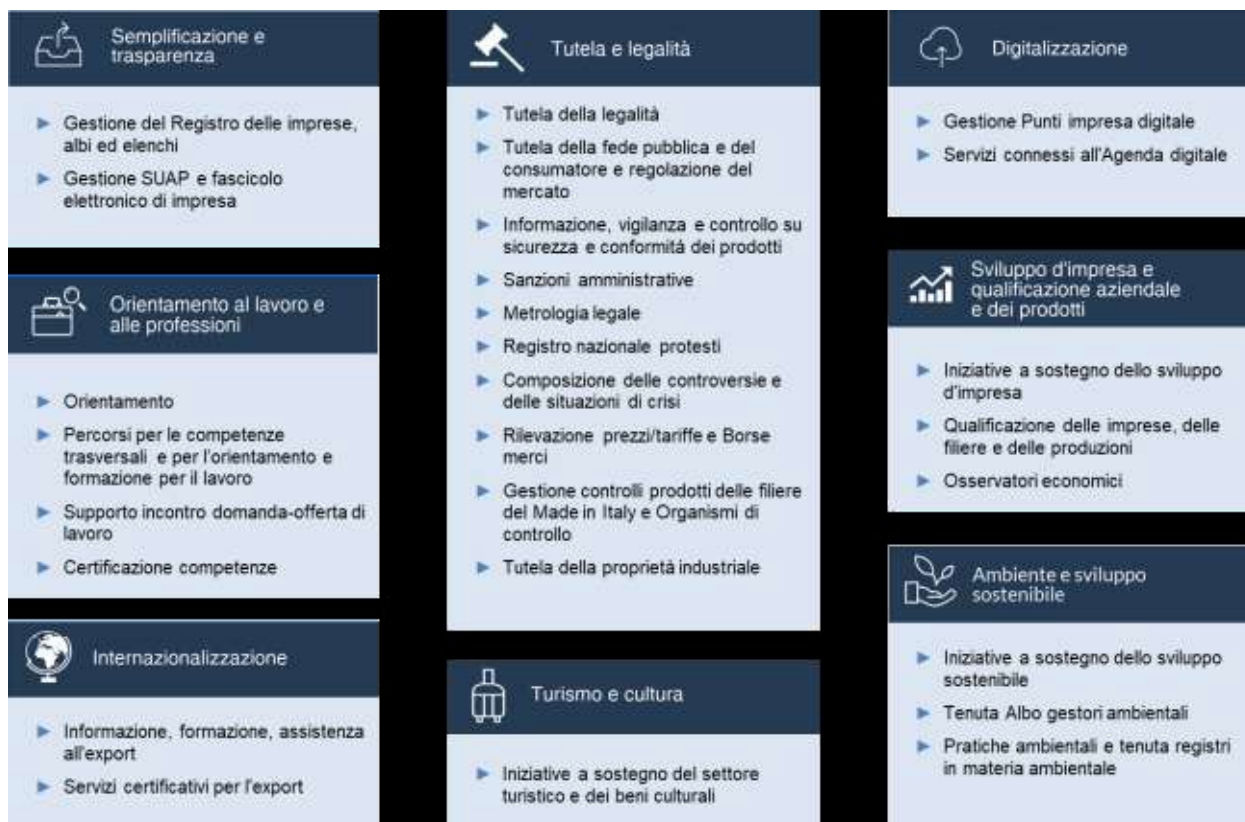 Semplificazione e
trasparenza
Gestione del Registro delle imprese,
albi ed elenchi
Gestione SUAP e fascicolo
elettronico di impresa
Orientamento al lavoro e
alle professioni
Orientamento
Percorsi per le competenze
trasversali e per l'orientamento e
formazione per il lavoro
Supporto incontro domanda-offerta di
lavoro
Certificazione competenze
Internazionalizzazione
Informazione, formazione, assistenza
all'export
Servizi certificativi per l'export
Tutela e legalità
Tutela della legalità
Tutela della fede pubblica e del
consumatore e regolazione del
mercato
Informazione, vigilanza e controllo su
sicurezza e conformità dei prodotti
Sanzioni amministrative
Metrologia legale
Registro nazionale protesti
Composizione delle controversie e
delle situazioni di crisi
Rilevazione prezzi/tariffe e Borse
merci
Gestione controlli prodotti delle filiere
del Made in Italy e Organismi di
controllo
Tutela della proprietà industriale
Turismo e cultura
Iniziative a sostegno del settore
turistico e dei beni culturali
Digitalizzazione
Gestione Punti impresa digitale
Servizi connessi all'Agenda digitale
Sviluppo d'impresa e
qualificazione aziendale
e dei prodotti
Iniziative a sostegno dello sviluppo
d'impresa
Qualificazione delle imprese, delle
filiere e delle produzioni
Osservatori economici
Ambiente e sviluppo
sostenibile
Iniziative a sostegno dello sviluppo
sostenibile
Tenuta Albo gestori ambientali
Pratiche ambientali e tenuta registri
in materia ambientale